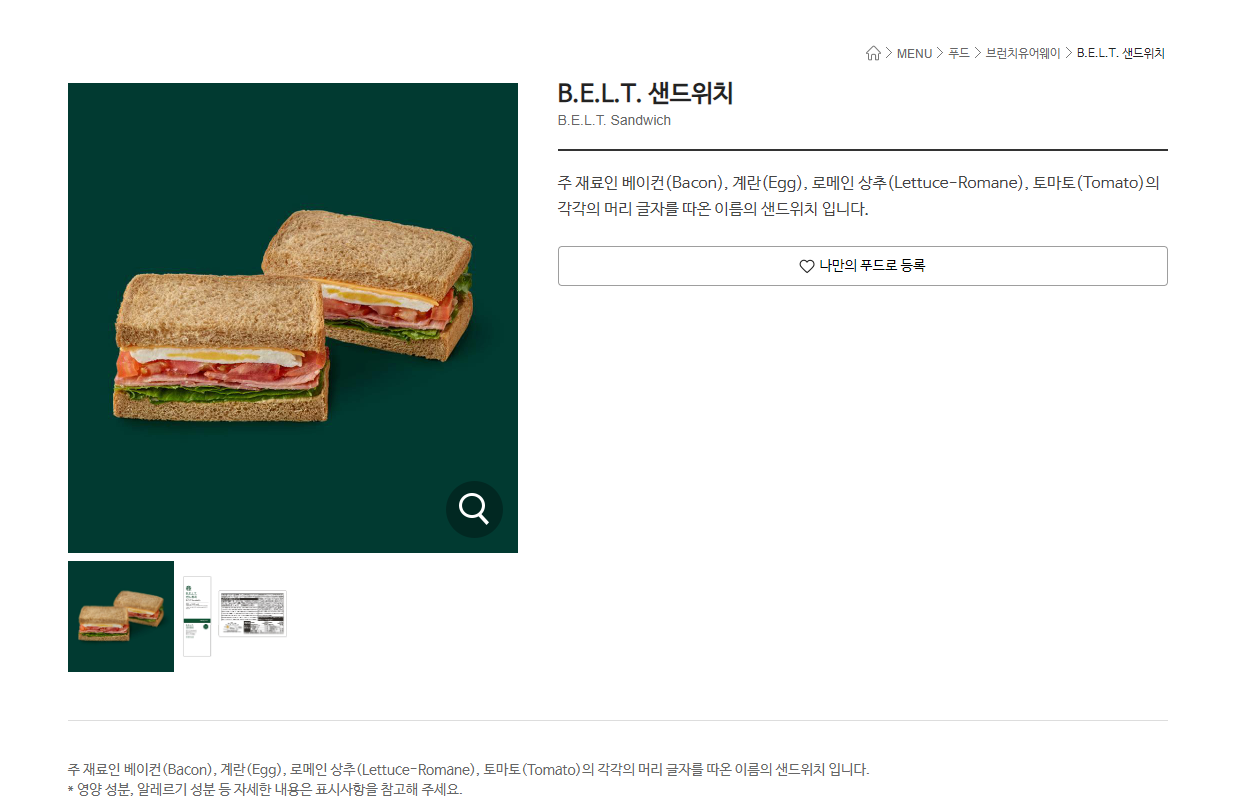 MENU 푸드 브런치유어웨이 B.E.L.T. 샌드위치
B.E.L.T. 샌드위치
B.E.L.T. Sandwich
주 재료인 베이컨(Bacon), 계란(Egg), 로메인 상추(Lettuce-Romane), 토마토(Tomato)의
각각의 머리 글자를 따온 이름의 샌드위치 입니다.
나만의 푸드로 등록
주 재료인 베이컨(Bacon), 계란(Egg), 로메인 상추(Lettuce-Romane), 토마토(Tomato)의 각각의 머리 글자를 따온 이름의 샌드위치 입니다.
* 영양 성분, 알레르기 성분 등 자세한 내용은 표시사항을 참고해 주세요.